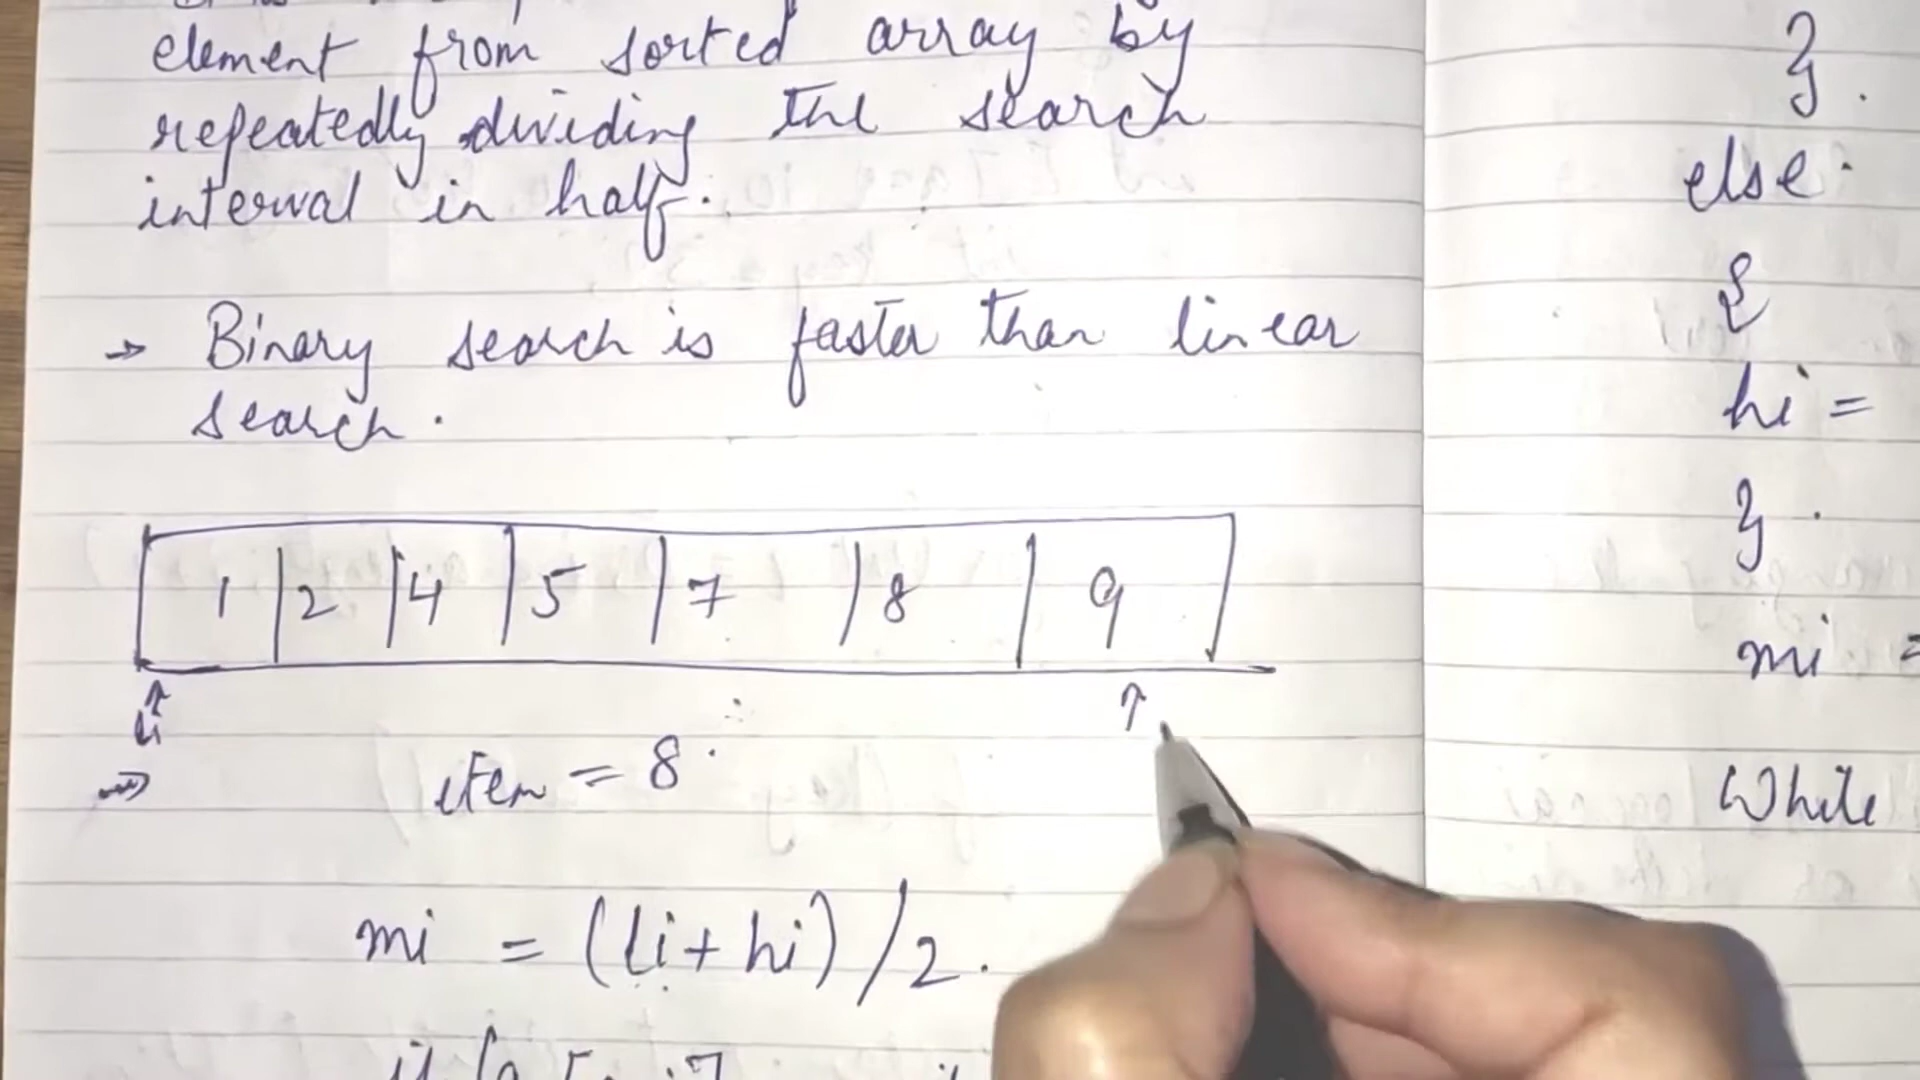 element from sorted array by
repeatedly dividing the search
interval in half.
→ Binary search is faster than linear
search.
1 | 2 | 4 | 5 | 7 | 8 | 9
↑ ↑
li
item = 8
mi = (li + hi) / 2.
}
else
{
hi =
}
mi =
While